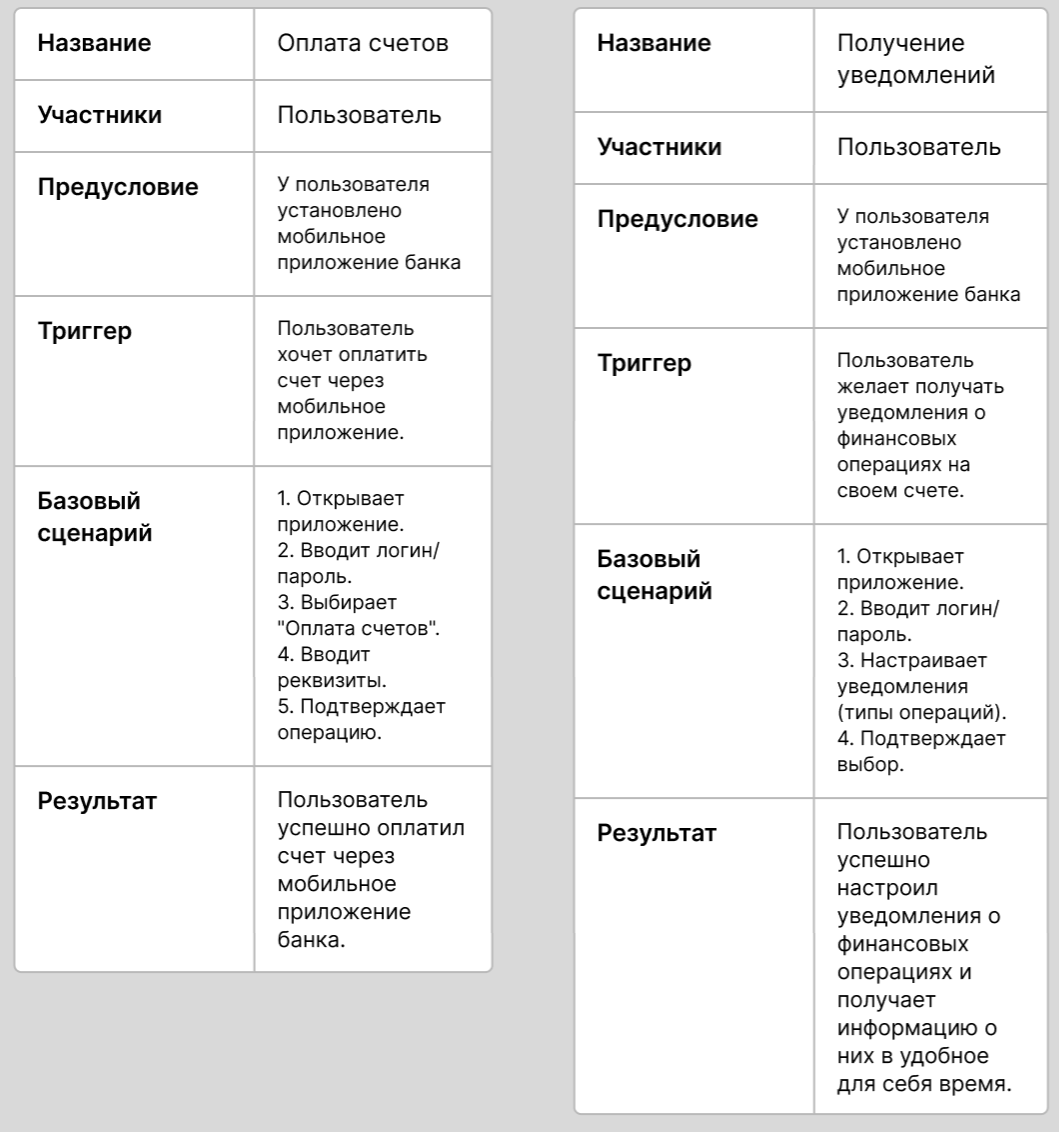 Название
Оплата счетов
Участники
Пользователь
Предусловие
У пользователя
установлено
мобильное
приложение банка
Триггер
Пользователь
хочет оплатить
счет через
мобильное
приложение.
Базовый
сценарий
1. Открывает
приложение.
2. Вводит логин/
пароль.
3. Выбирает
"Оплата счетов".
4. Вводит
реквизиты.
5. Подтверждает
операцию.
Результат
Пользователь
успешно оплатил
счет через
мобильное
приложение
банка.
Название
Получение
уведомлений
Участники
Пользователь
Предусловие
У пользователя
установлено
мобильное
приложение банка
Триггер
Пользователь
желает получать
уведомления о
финансовых
операциях на
своем счете.
Базовый
сценарий
1. Открывает
приложение.
2. Вводит логин/
пароль.
3. Настраивает
уведомления
(типы операций).
4. Подтверждает
выбор.
Результат
Пользователь
успешно
настроил
уведомления о
финансовых
операциях и
получает
информацию о
них в удобное
для себя время.